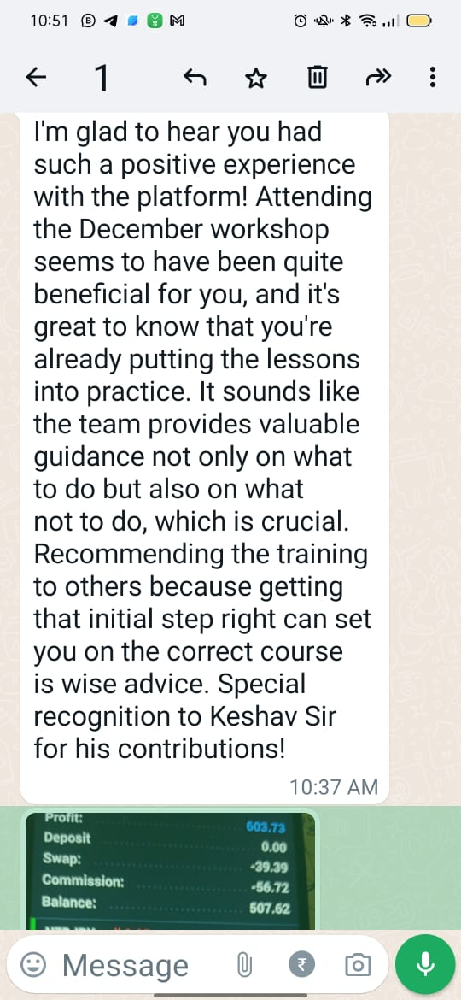 10:51
1
I'm glad to hear you had
such a positive experience
with the platform! Attending
the December workshop
seems to have been quite
beneficial for you, and it's
great to know that you're
already putting the lessons
into practice. It sounds like
the team provides valuable
guidance not only on what
to do but also on what
not to do, which is crucial.
Recommending the training
to others because getting
that initial step right can set
you on the correct course
is wise advice. Special
recognition to Keshav Sir
for his contributions!
10:37 AM
Profit: 603.73
Deposit 0.00
Swap: -39.39
Commission: -56.72
Balance: 507.62
Message